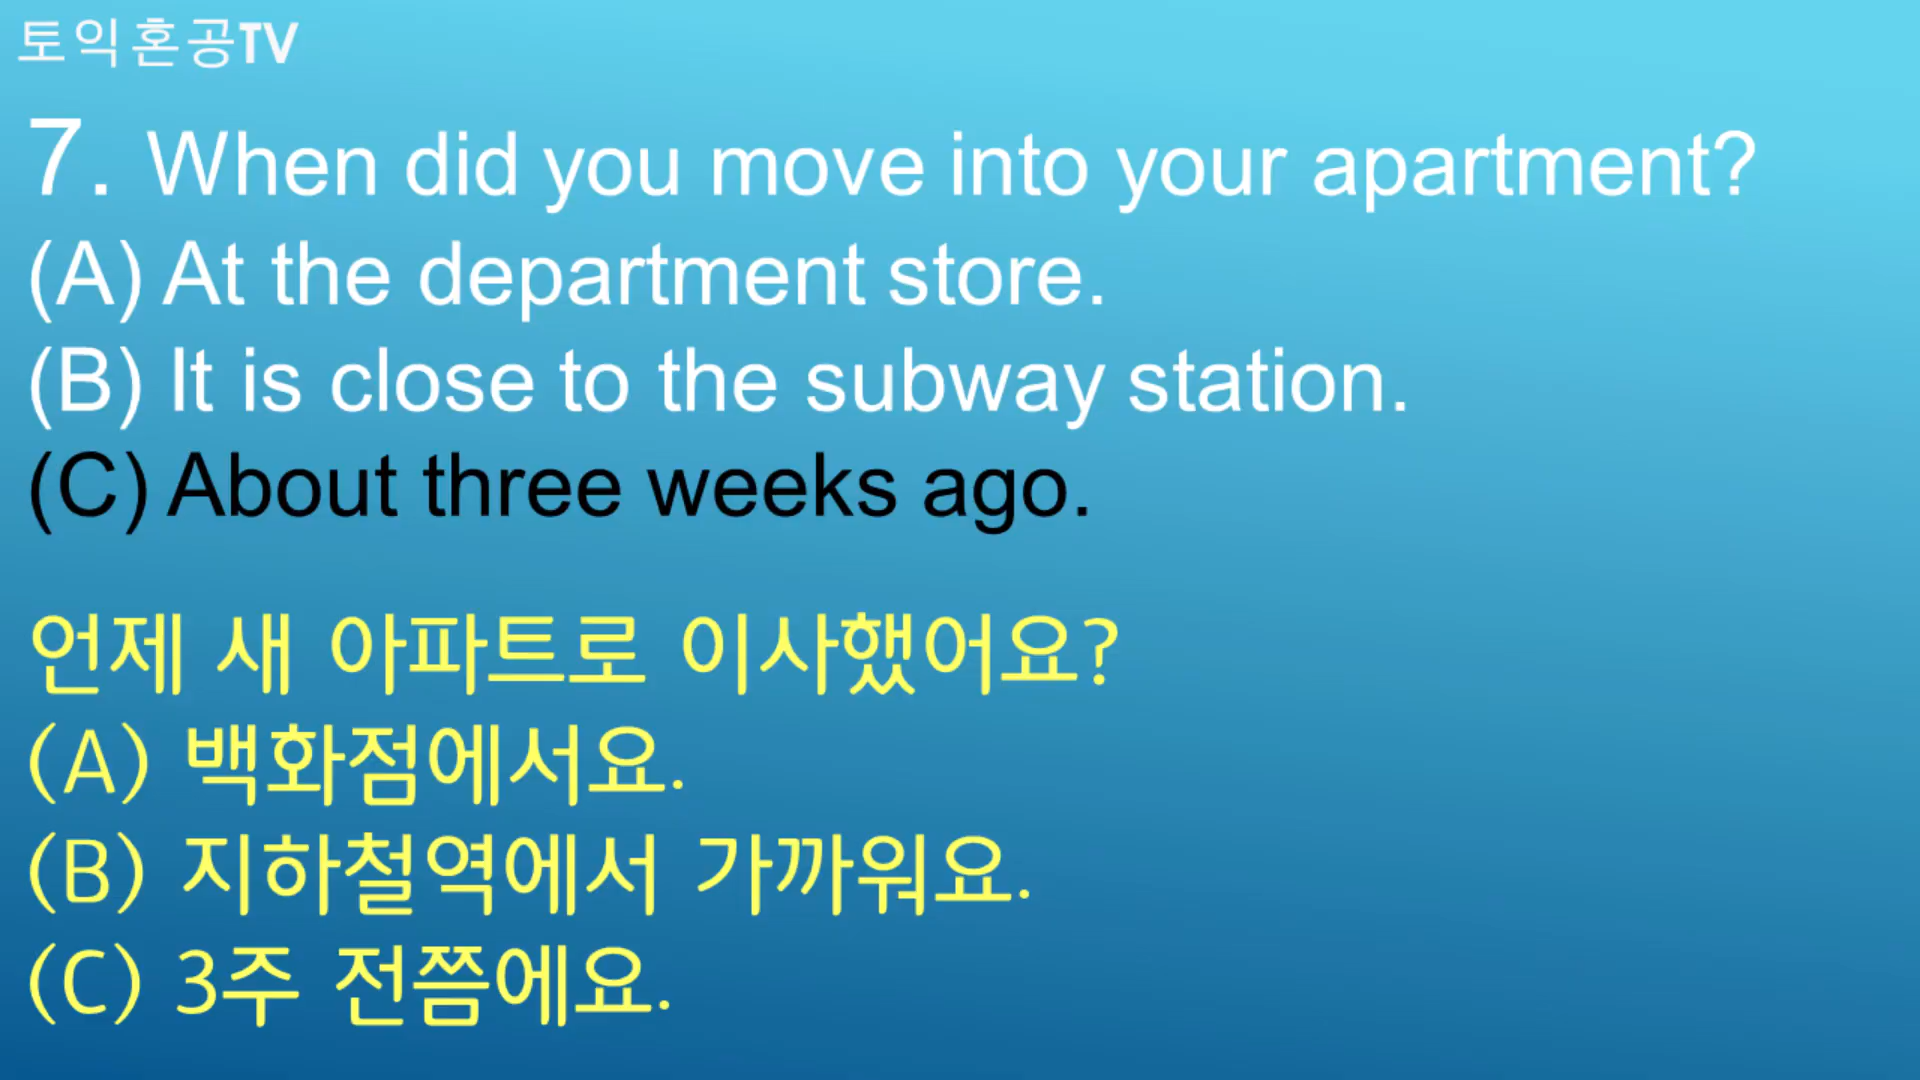 토익혼공TV
7. When did you move into your apartment?
(A) At the department store.
(B) It is close to the subway station.
(C) About three weeks ago.
언제 새 아파트로 이사했어요?
(A) 백화점에서요.
(B) 지하철역에서 가까워요.
(C) 3주 전쯤에요.